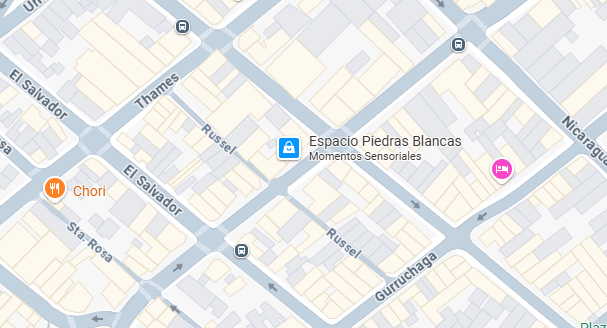 Thames
El Salvador
Russel
Espacio Piedras Blancas
Momentos Sensoriales
Nicaragua
El Salvador
Chori
Sta. Rosa
Russel
Gurruchaga